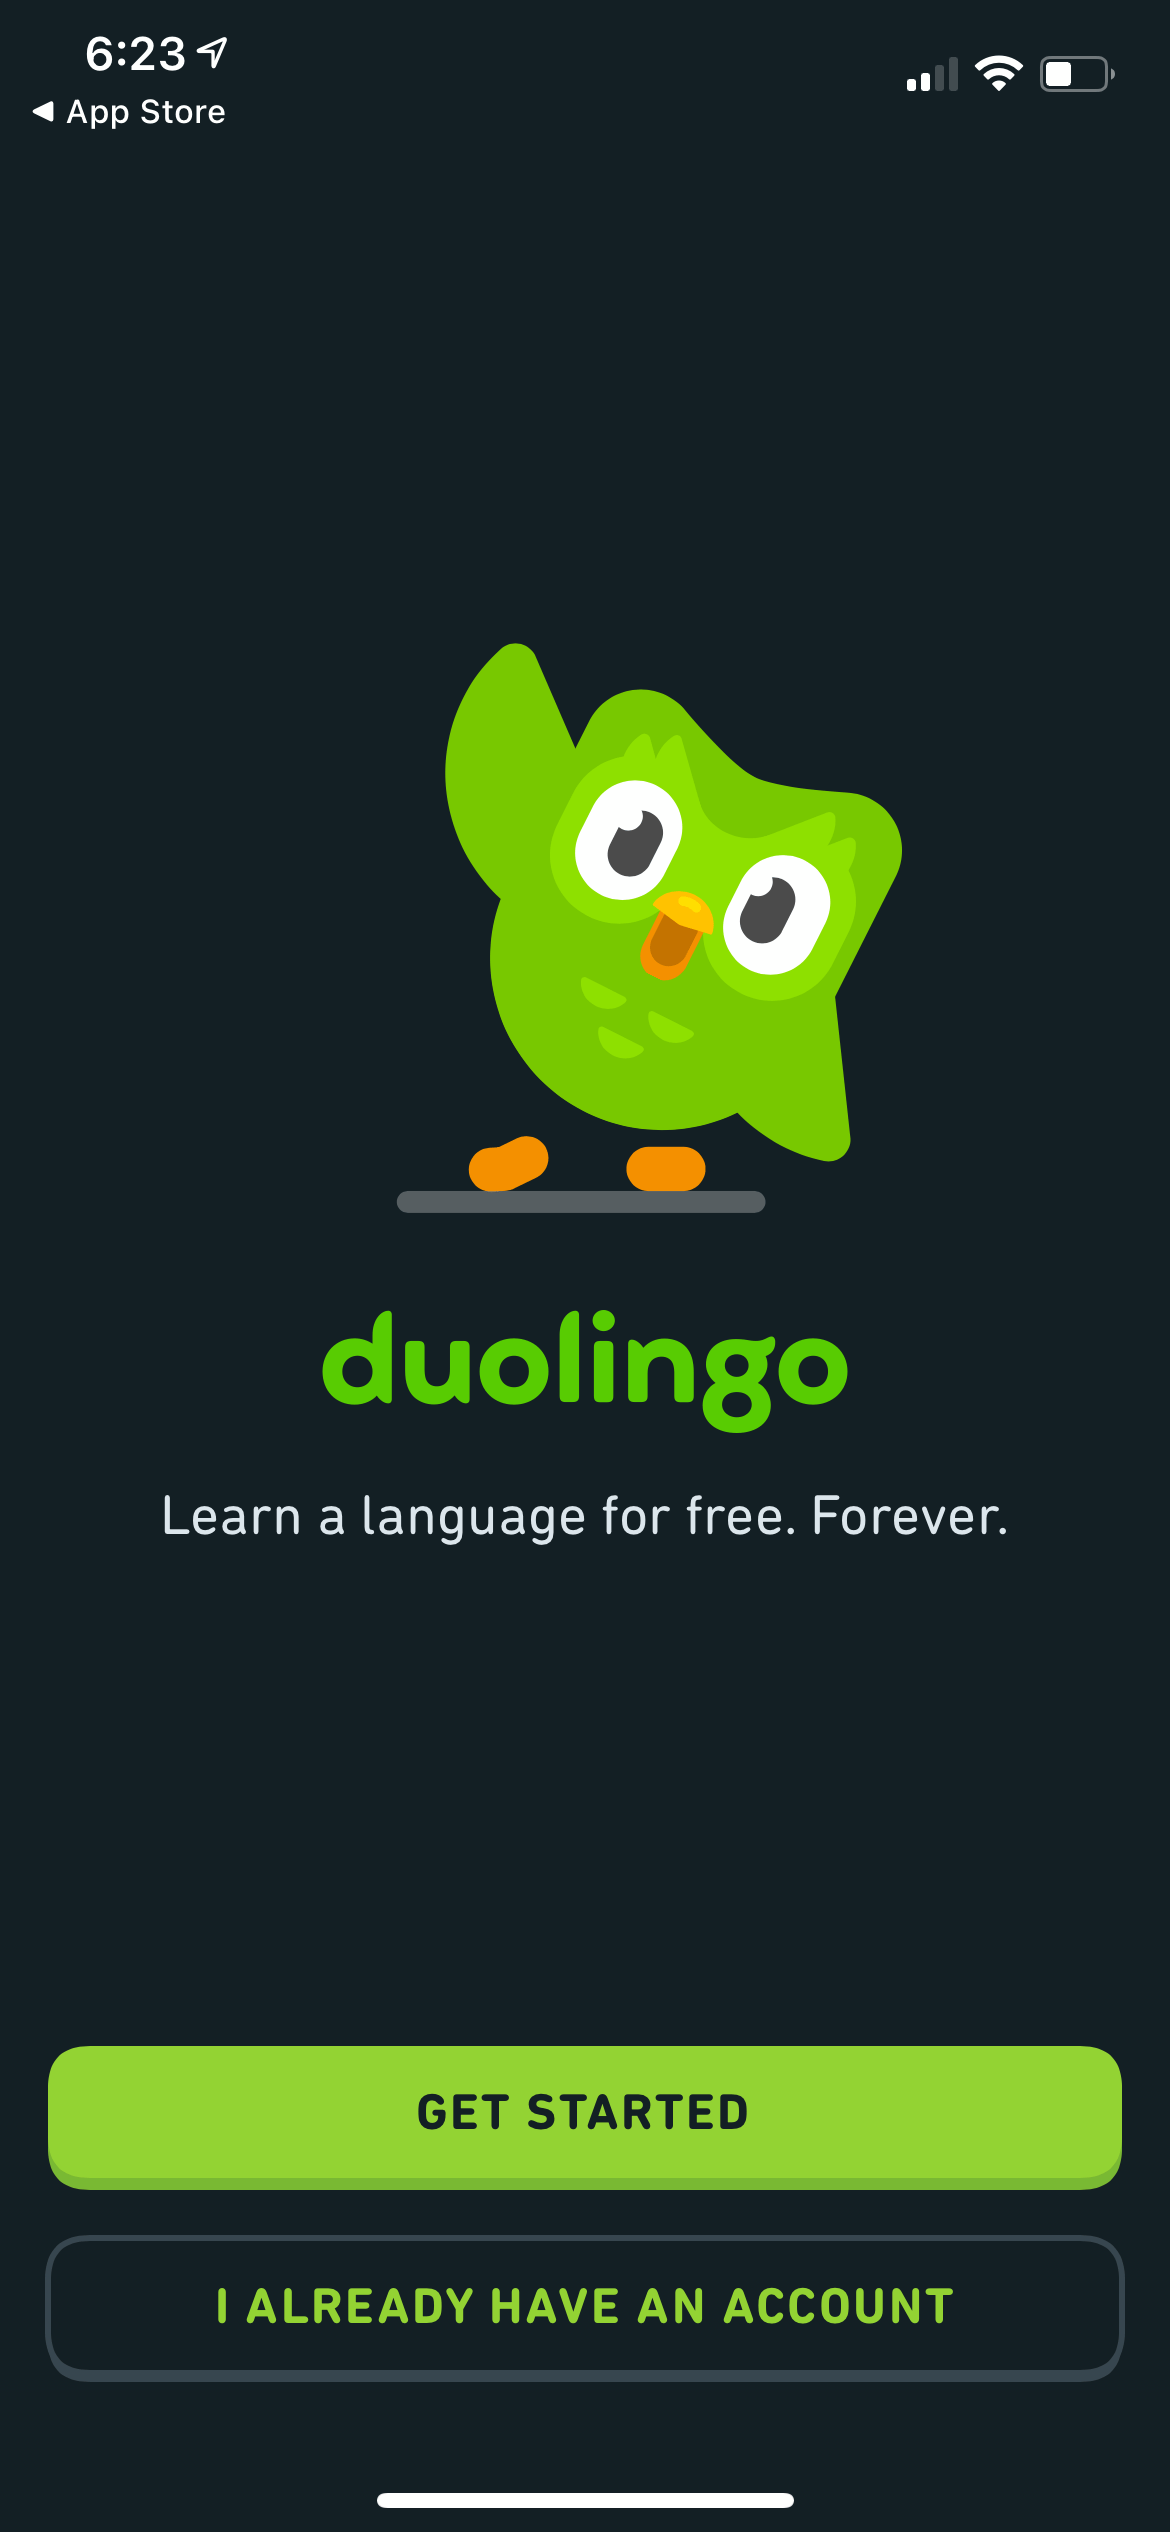 6:23
App Store
duolingo
Learn a language for free. Forever.
GET STARTED
I ALREADY HAVE AN ACCOUNT